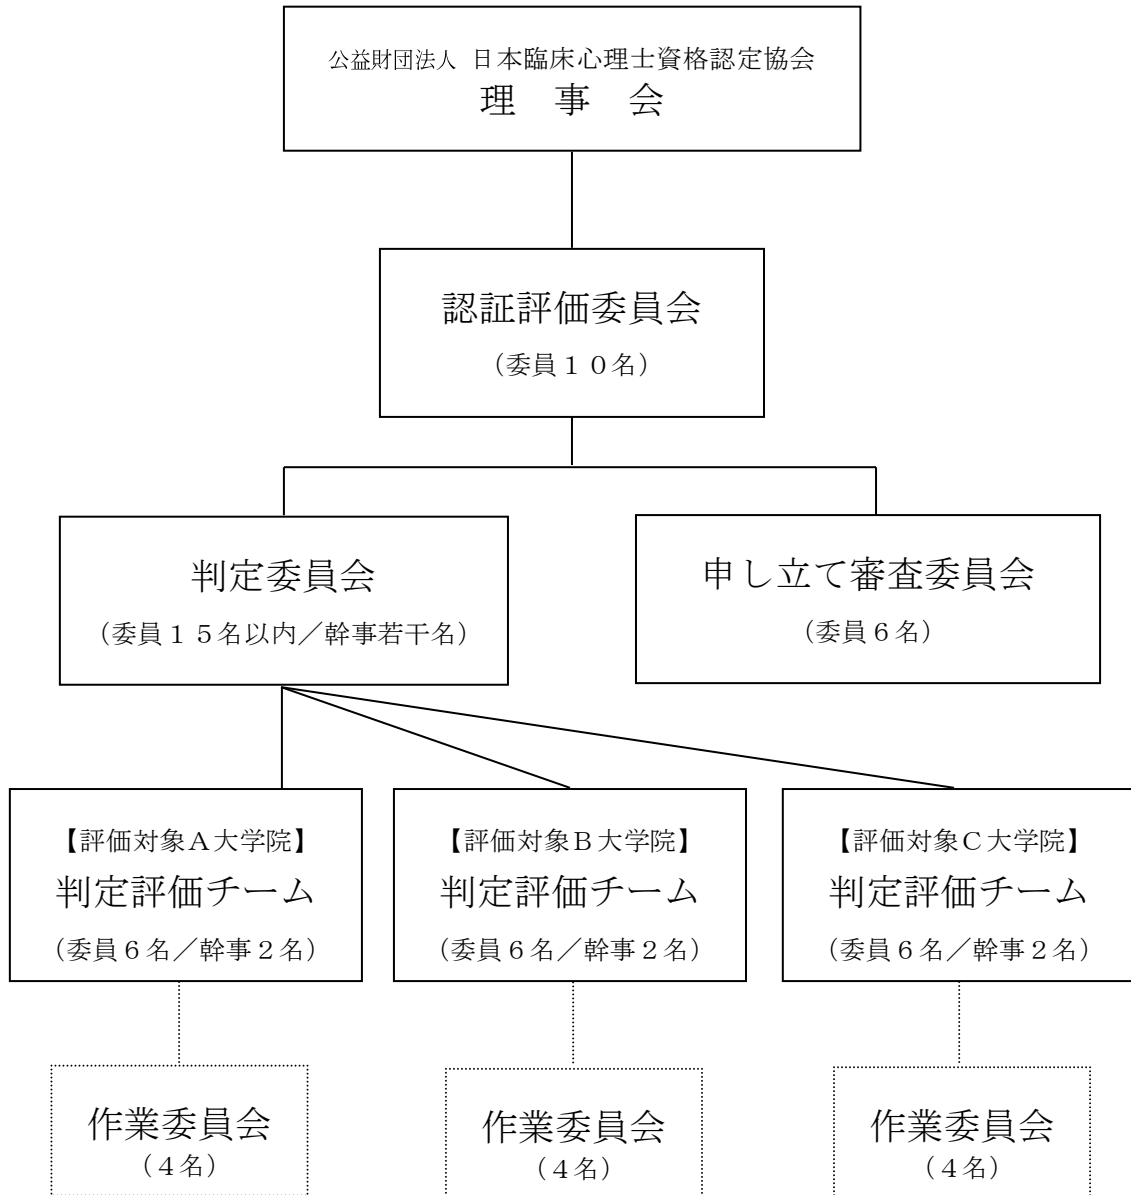 公益財団法人 日本臨床心理士資格認定協会
理　事　会
認証評価委員会
（委員１０名）
判定委員会
（委員１５名以内／幹事若干名）
申し立て審査委員会
（委員６名）
【評価対象Ａ大学院】
判定評価チーム
（委員６名／幹事２名）
【評価対象Ｂ大学院】
判定評価チーム
（委員６名／幹事２名）
【評価対象Ｃ大学院】
判定評価チーム
（委員６名／幹事２名）
作業委員会
（４名）
作業委員会
（４名）
作業委員会
（４名）